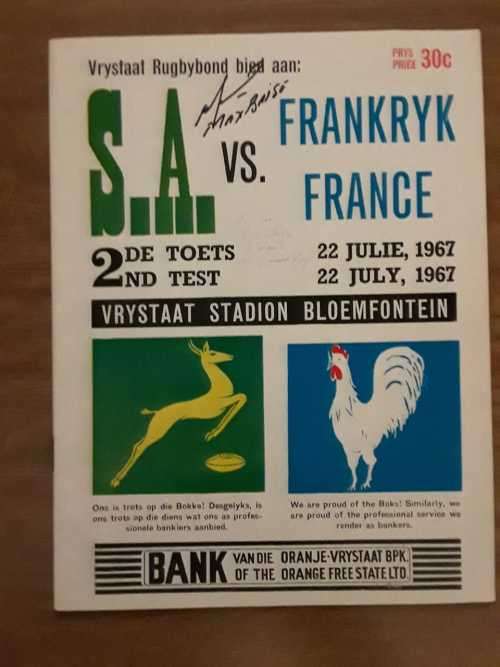 Vrystaat Rugbybond bied aan:
PRYS
PRICE 30c
MAX BAISE
S.A. VS. FRANKRYK
FRANCE
2DE TOETS 22 JULIE, 1967
2ND TEST 22 JULY, 1967
VRYSTAAT STADION BLOEMFONTEIN
Ons is trots op die Bokke! Desgelyks, is
ons trots op die diens wat ons as profes-
sionele bankiers aanbied.
We are proud of the Boks! Similarly, we
are proud of the professional service we
render as bankers.
BANK VAN DIE ORANJE-VRYSTAAT BPK.
OF THE ORANGE FREE STATE LTD.